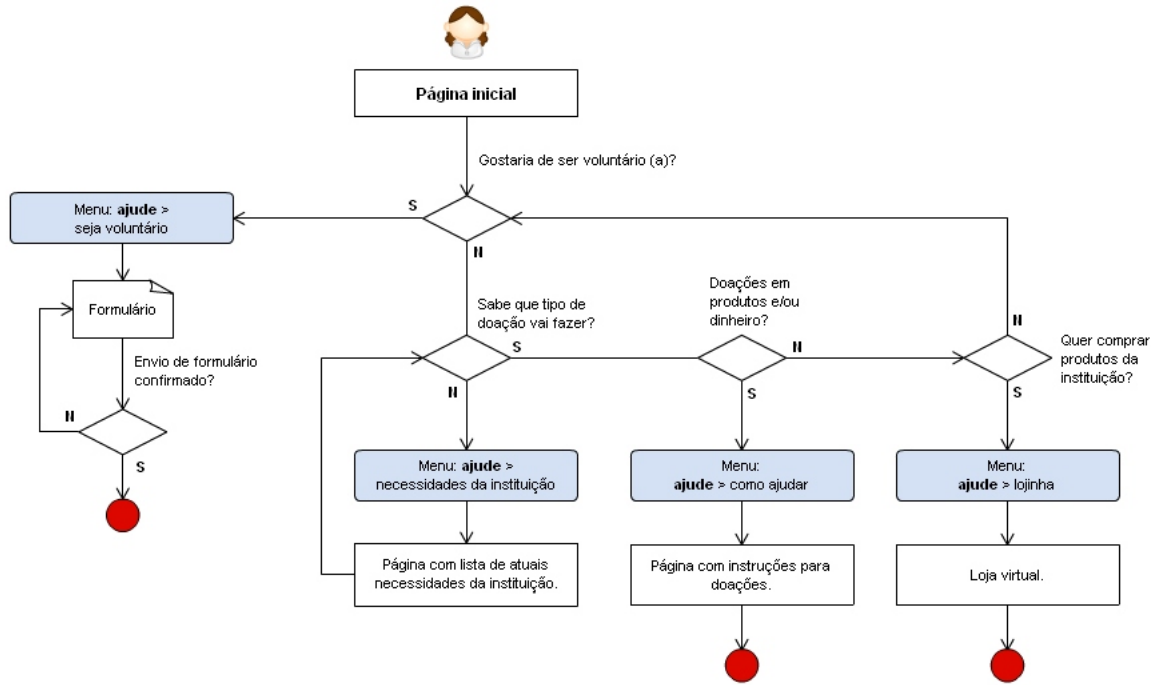 Página inicial
Gostaria de ser voluntário (a)?
S
N
Menu: ajude >
seja voluntário
Formulário
Envio de formulário
confirmado?
N
S
Sabe que tipo de
doação vai fazer?
S
N
Doações em
produtos e/ou
dinheiro?
N
S
Quer comprar
produtos da
instituição?
N
S
Menu: ajude >
necessidades da instituição
Menu:
ajude > como ajudar
Menu:
ajude > lojinha
Página com lista de atuais
necessidades da instituição.
Página com instruções para
doações.
Loja virtual.